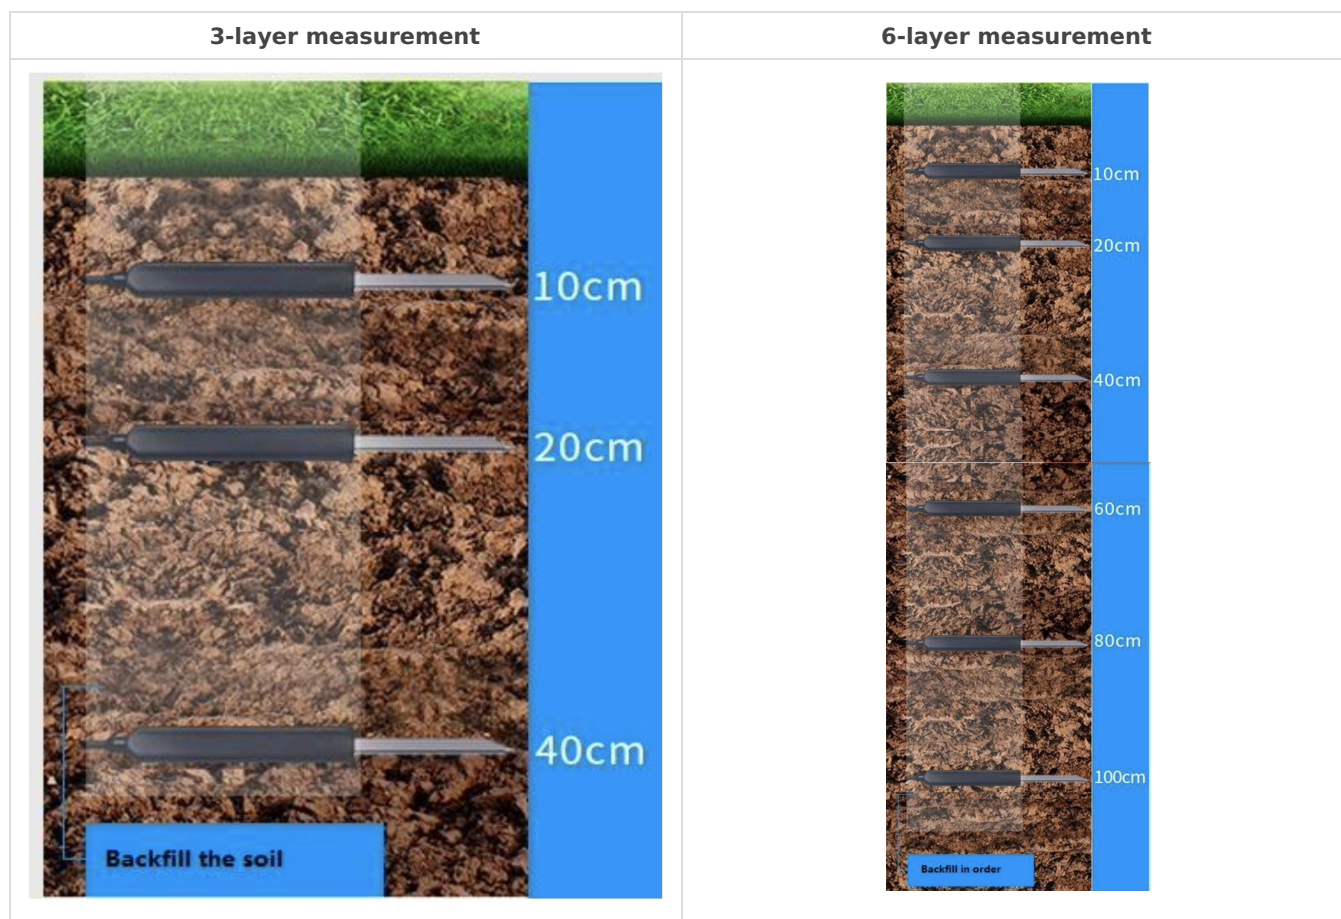 3-layer measurement
6-layer measurement
10cm
20cm
40cm
Backfill the soil
10cm
20cm
40cm
60cm
80cm
100cm
Backfill in order